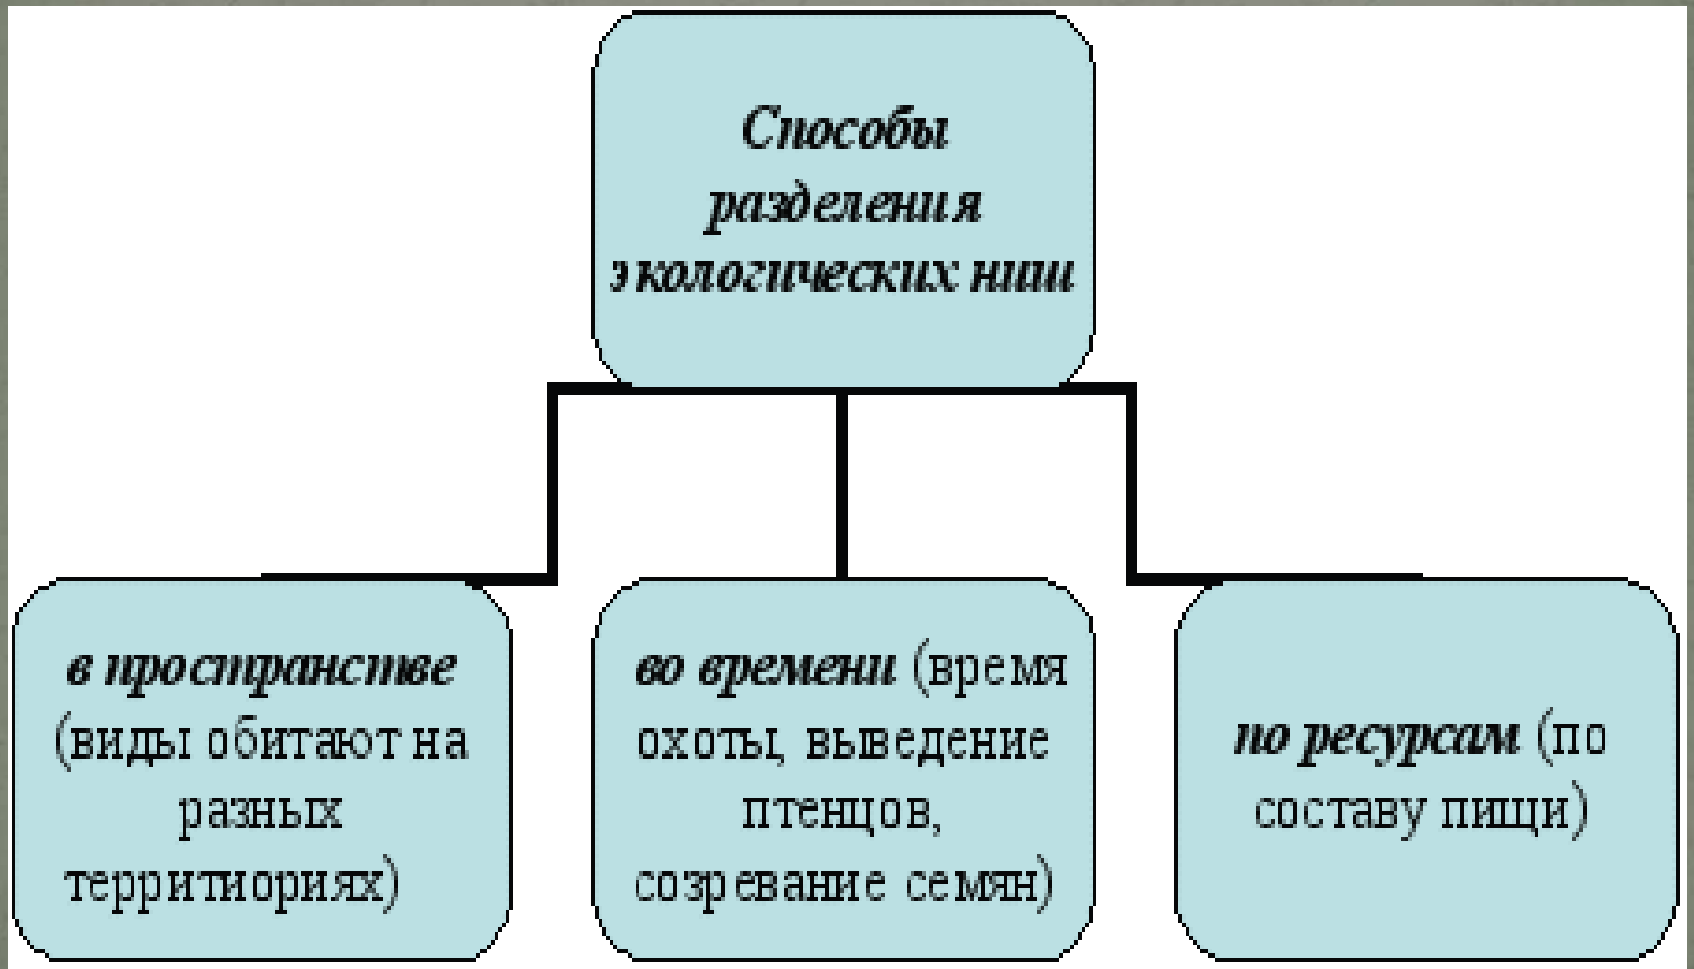 Способы
разделения
экологических ниш
в пространстве
(виды обитают на
разных
территиориях)
во времени (время
охоты, выведение
птенцов,
созревание семян)
по ресурсам (по
составу пищи)